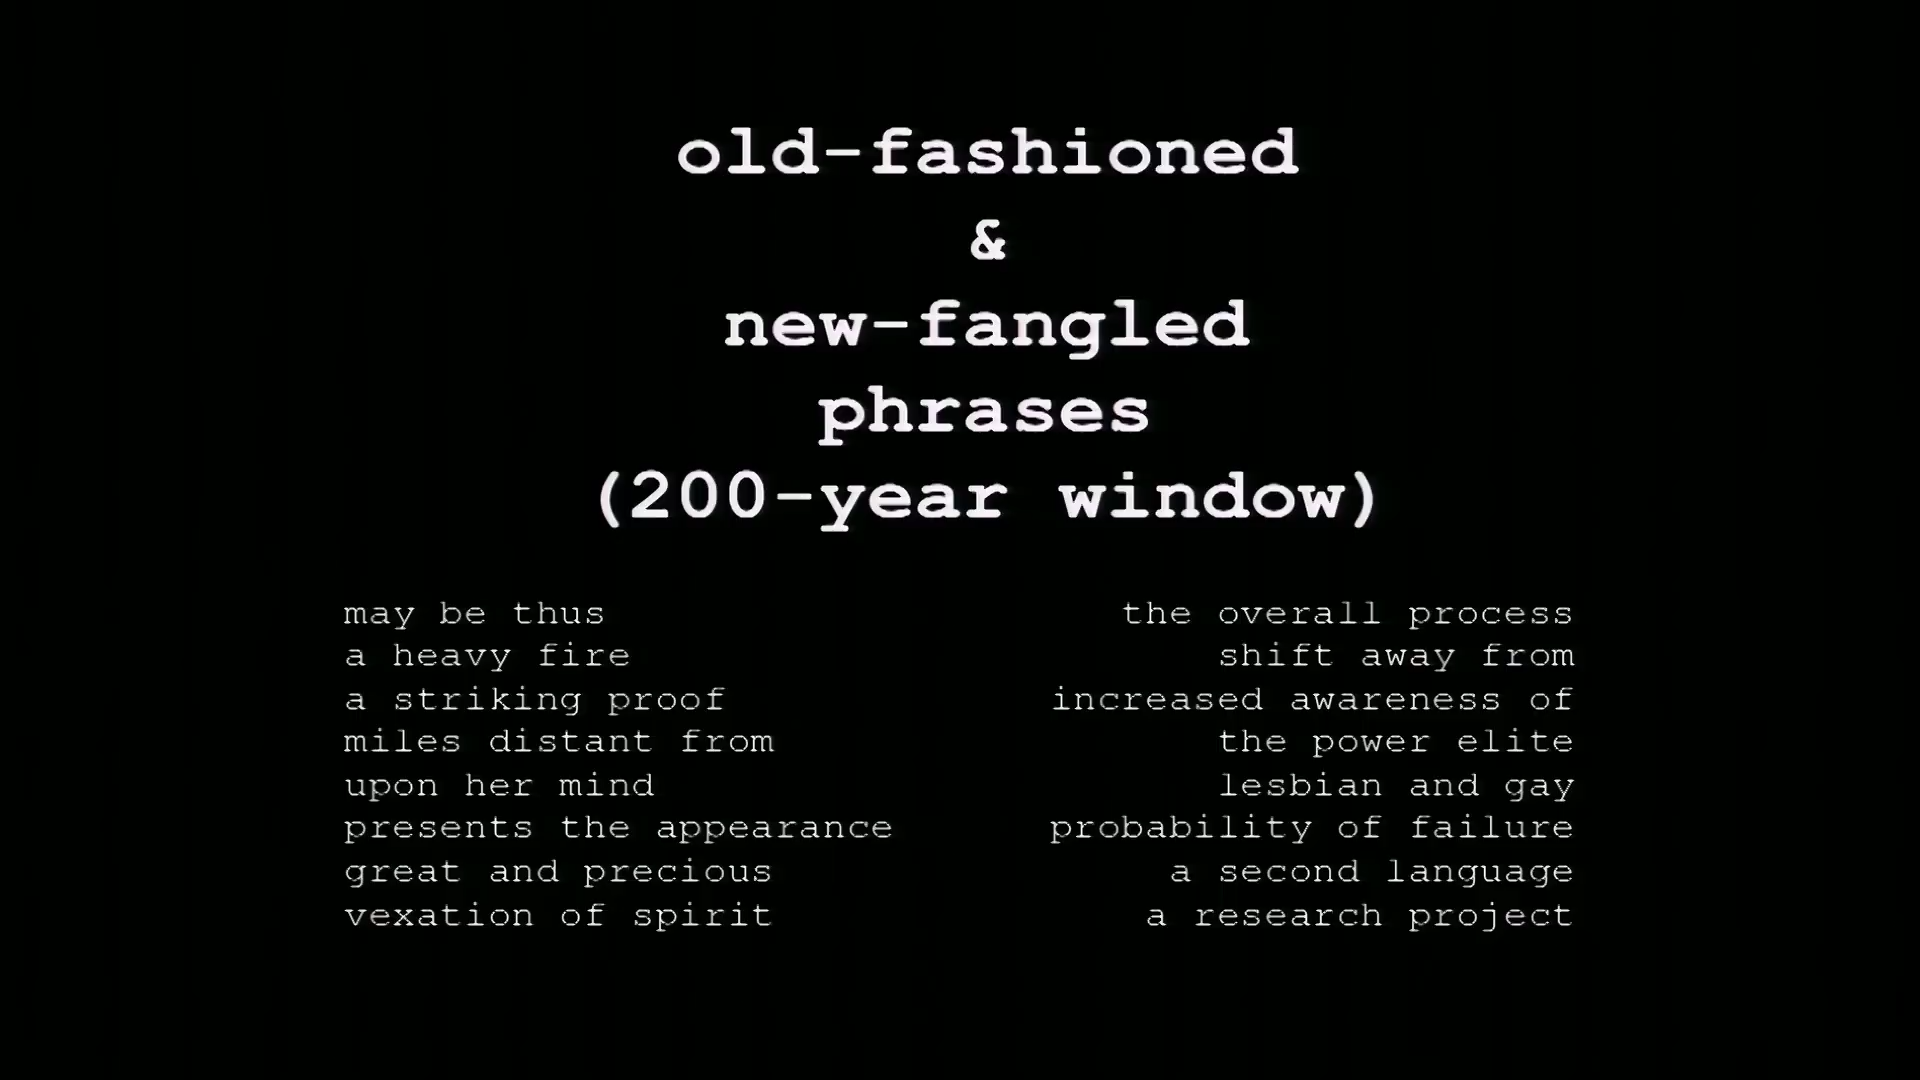 old-fashioned
&
new-fangled
phrases
(200-year window)
may be thus
a heavy fire
a striking proof
miles distant from
upon her mind
presents the appearance
great and precious
vexation of spirit
the overall process
shift away from
increased awareness of
the power elite
lesbian and gay
probability of failure
a second language
a research project